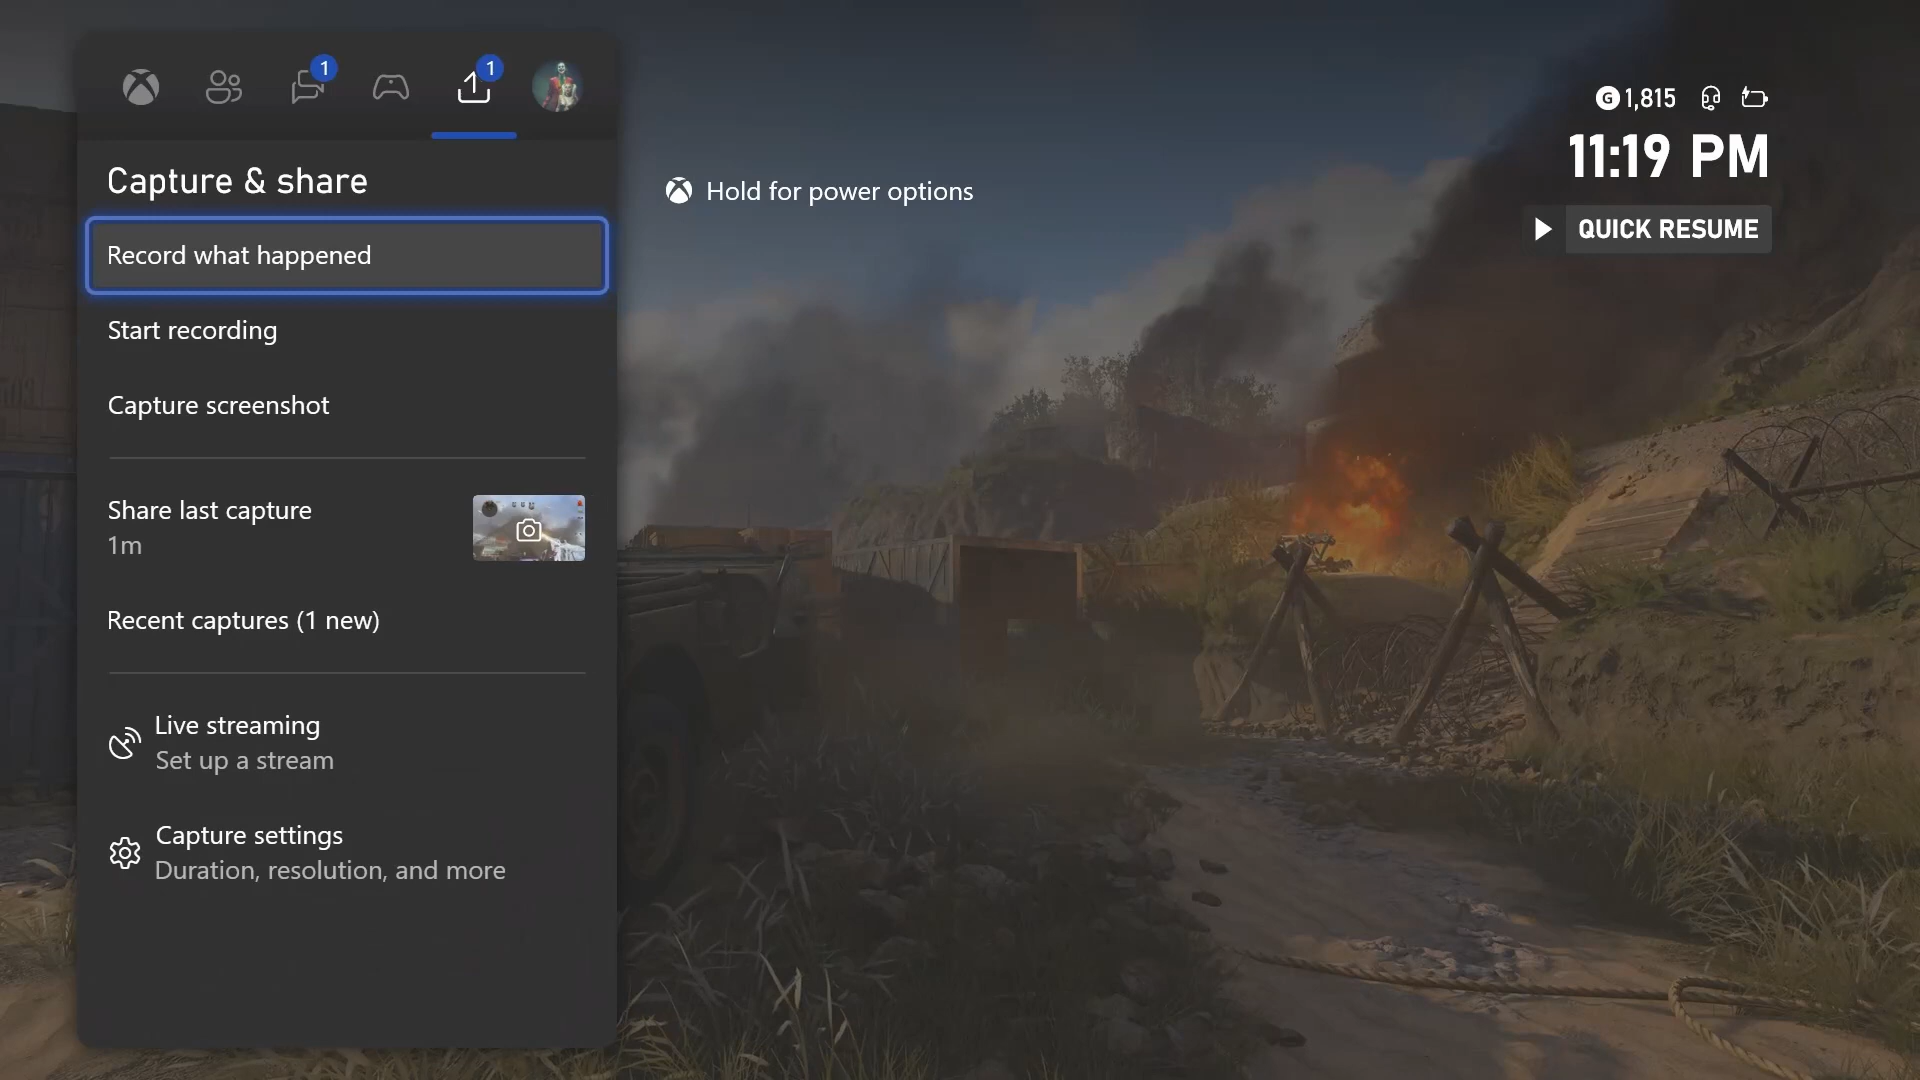 1
1
Capture & share
Record what happened
Start recording
Capture screenshot
Share last capture
1m
Recent captures (1 new)
Live streaming
Set up a stream
Capture settings
Duration, resolution, and more
Hold for power options
G 1,815
11:19 PM
QUICK RESUME